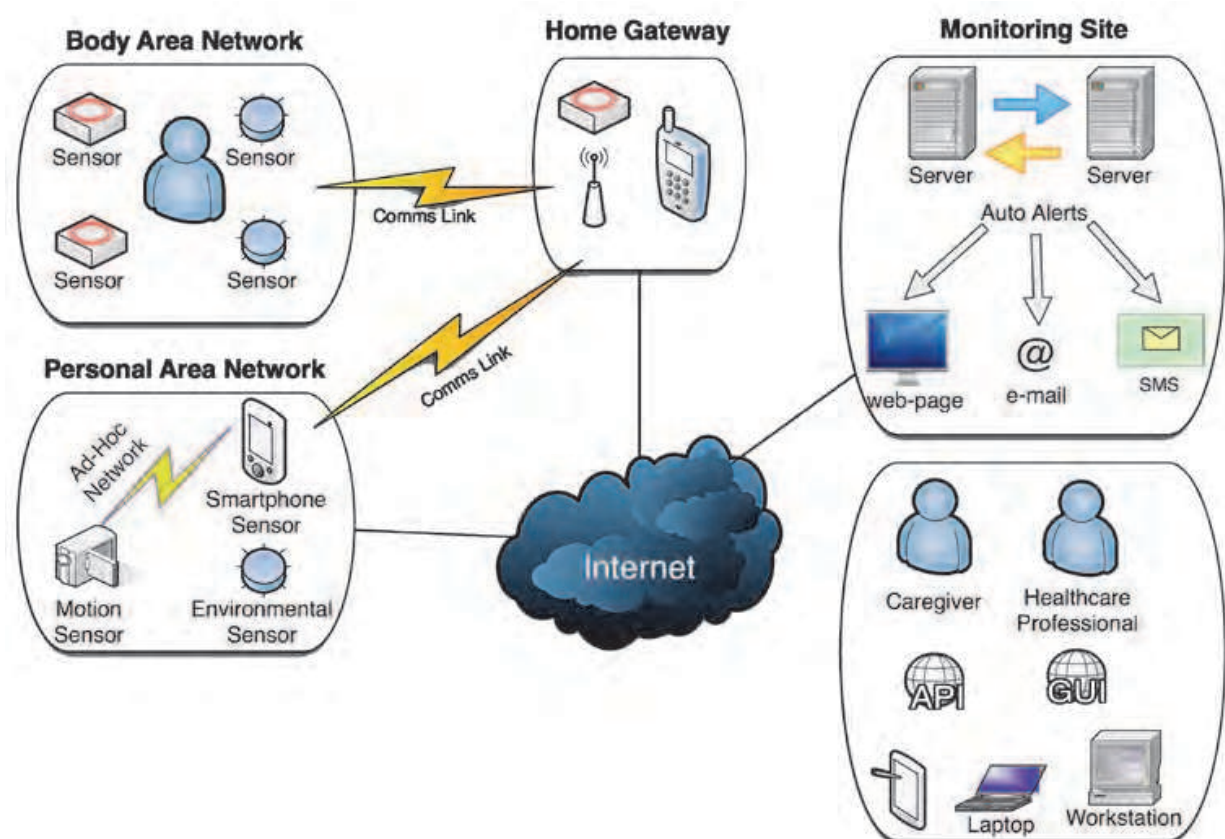 Body Area Network
Sensor
Sensor
Sensor
Sensor
Comms Link
Home Gateway
Monitoring Site
Server
Server
Auto Alerts
web-page
@
e-mail
SMS
Personal Area Network
Ad-Hoc
Network
Smartphone
Sensor
Motion
Sensor
Environmental
Sensor
Comms Link
Internet
Caregiver
Healthcare
Professional
API
GUI
Laptop
Workstation